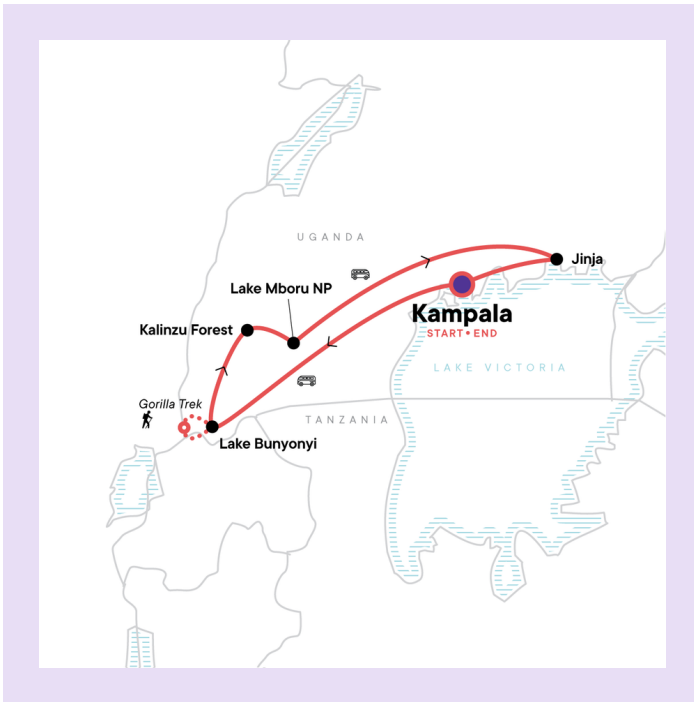 UGANDA
Jinja
Lake Mboru NP
Kampala
START • END
Kalinzu Forest
LAKE VICTORIA
Gorilla Trek
TANZANIA
Lake Bunyonyi